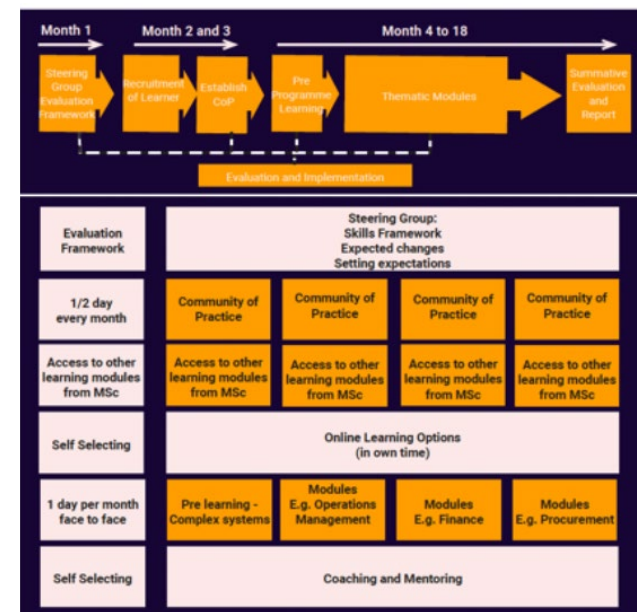 Month 1
Month 2 and 3
Month 4 to 18
Steering
Group
Evaluation
Framework
Recruitment
of Learner
Establish
CoP
Pre
Programme
Learning
Thematic Modules
Summative
Evaluation
and
Report
Evaluation and Implementation
Evaluation
Framework
Steering Group:
Skills Framework
Expected changes
Setting expectations
1/2 day
every month
Community of
Practice
Community of
Practice
Community of
Practice
Community of
Practice
Access to other
learning modules
from MSc
Access to other
learning modules
from MSc
Access to other
learning modules
from MSc
Access to other
learning modules
from MSc
Access to other
learning modules
from MSc
Self Selecting
Online Learning Options
(in own time)
1 day per month
face to face
Pre learning -
Complex systems
Modules
E.g. Operations
Management
Modules
E.g. Finance
Modules
E.g. Procurement
Self Selecting
Coaching and Mentoring